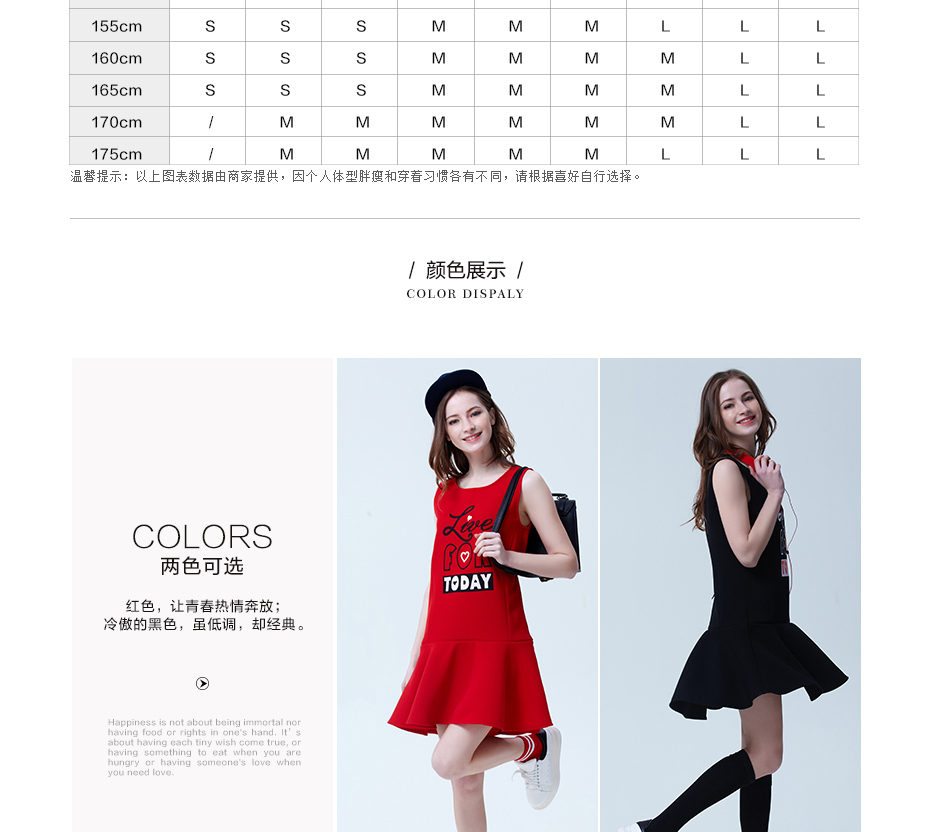 155cm S S S M M M L L L
160cm S S S M M M M L L
165cm S S S M M M M L L
170cm / M M M M M M L L
175cm / M M M M M L L L
温馨提示：以上图表数据由商家提供，因个人体型胖瘦和穿着习惯各有不同，请根据喜好自行选择。
/ 颜色展示 /
COLOR DISPALY
COLORS
两色可选
红色，让青春热情奔放；
冷傲的黑色，虽低调，却经典。
Happiness is not about being immortal nor
having food or rights in one's hand. It’s
about having each tiny wish come true, or
having something to eat when you are
hungry or having someone's love when
you need love.
Live
FOR
TODAY